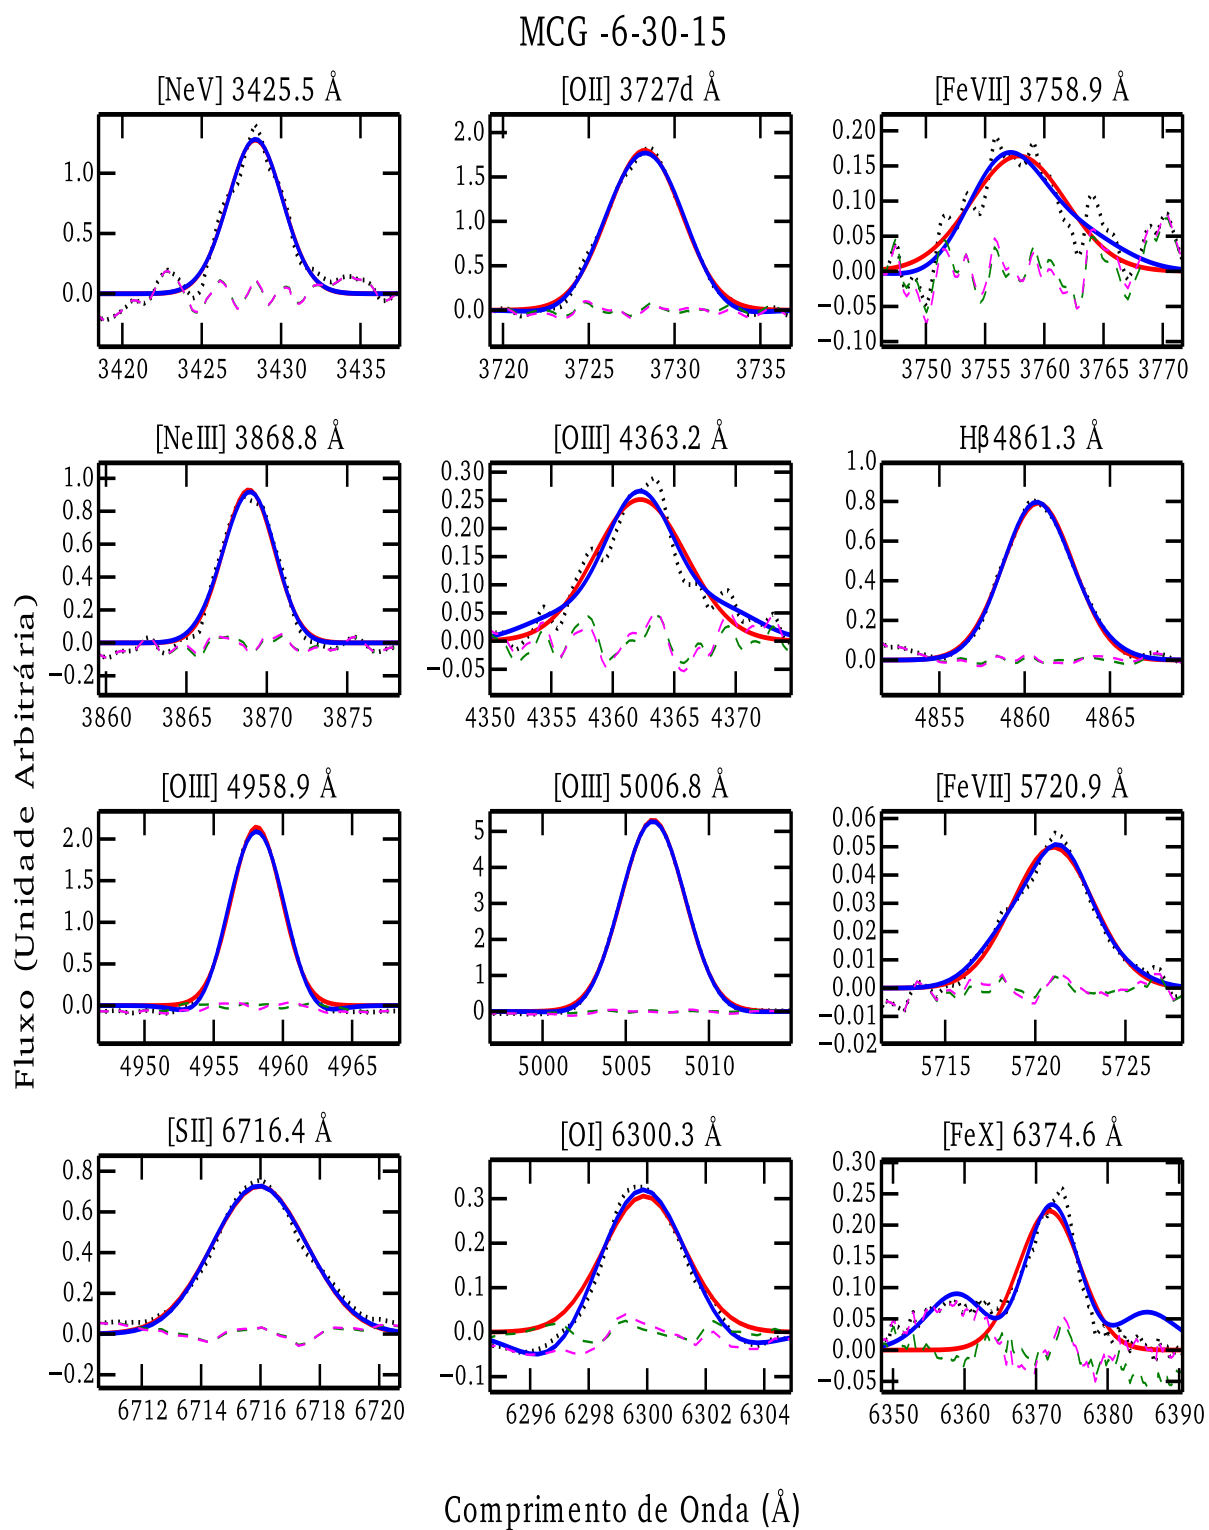 MCG -6-30-15
[NeV] 3425.5 Å
[OII] 3727d Å
[FeVII] 3758.9 Å
1.0
0.5
0.0
3420 3425 3430 3435
2.0
1.5
1.0
0.5
0.0
3720 3725 3730 3735
0.20
0.15
0.10
0.05
0.00
−0.05
−0.10
3750 3755 3760 3765 3770
[NeIII] 3868.8 Å
[OIII] 4363.2 Å
Hβ4861.3 Å
1.0
0.8
0.6
0.4
0.2
0.0
−0.2
3860 3865 3870 3875
0.30
0.25
0.20
0.15
0.10
0.05
0.00
−0.05
4350 4355 4360 4365 4370
1.0
0.8
0.6
0.4
0.2
0.0
4855 4860 4865
Fluxo (Unidade Arbitrária)
[OIII] 4958.9 Å
[OIII] 5006.8 Å
[FeVII] 5720.9 Å
2.0
1.5
1.0
0.5
0.0
4950 4955 4960 4965
5
4
3
2
1
0
5000 5005 5010
0.06
0.05
0.04
0.03
0.02
0.01
0.00
−0.01
−0.02
5715 5720 5725
[SII] 6716.4 Å
[OI] 6300.3 Å
[FeX] 6374.6 Å
0.8
0.6
0.4
0.2
0.0
−0.2
6712 6714 6716 6718 6720
0.3
0.2
0.1
0.0
−0.1
6296 6298 6300 6302 6304
0.30
0.25
0.20
0.15
0.10
0.05
0.00
−0.05
6350 6360 6370 6380 6390
Comprimento de Onda (Å)